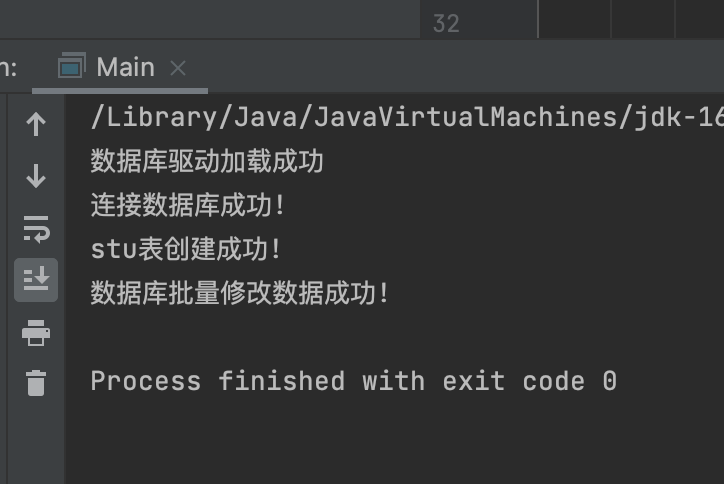 32
n:
Main
/Library/Java/JavaVirtualMachines/jdk-16
数据库驱动加载成功
连接数据库成功！
stu表创建成功！
数据库批量修改数据成功！
Process finished with exit code 0